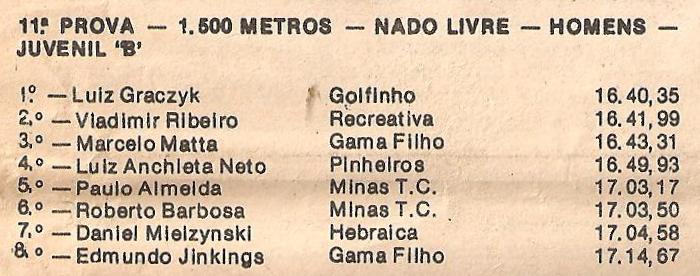 11ª PROVA — 1.500 METROS — NADO LIVRE — HOMENS —
JUVENIL 'B'
1º — Luiz Graczyk Golfinho 16.40,35
2.º — Vladimir Ribeiro Recreativa 16.41,99
3.º — Marcelo Matta Gama Filho 16.43,31
4.º — Luiz Anchieta Neto Pinheiros 16.49,93
5.º — Paulo Almeida Minas T.C. 17.03,17
6.º — Roberto Barbosa Minas T.C. 17.03,50
7.º — Daniel Mielzynski Hebraica 17.04,58
8.º — Edmundo Jinkings Gama Filho 17.14,67